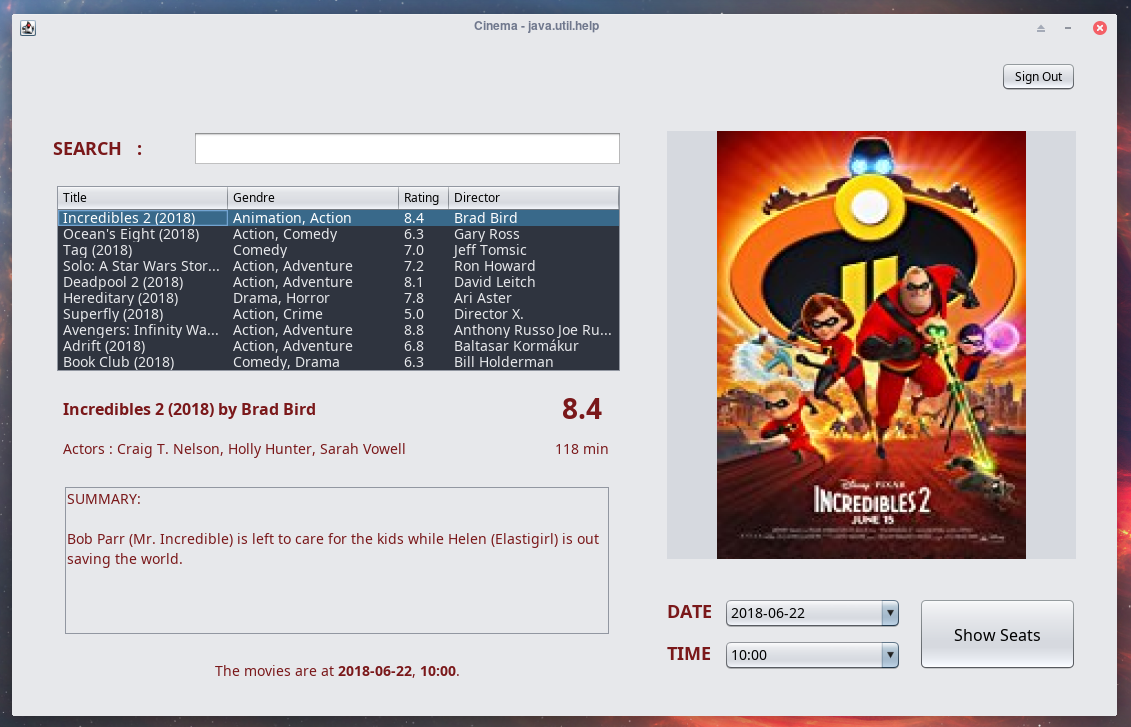 Cinema - java.util.help
Sign Out
SEARCH :
Title Gendre Rating Director
Incredibles 2 (2018) Animation, Action 8.4 Brad Bird
Ocean's Eight (2018) Action, Comedy 6.3 Gary Ross
Tag (2018) Comedy 7.0 Jeff Tomsic
Solo: A Star Wars Stor... Action, Adventure 7.2 Ron Howard
Deadpool 2 (2018) Action, Adventure 8.1 David Leitch
Hereditary (2018) Drama, Horror 7.8 Ari Aster
Superfly (2018) Action, Crime 5.0 Director X.
Avengers: Infinity Wa... Action, Adventure 8.8 Anthony Russo Joe Ru...
Adrift (2018) Action, Adventure 6.8 Baltasar Kormákur
Book Club (2018) Comedy, Drama 6.3 Bill Holderman
Incredibles 2 (2018) by Brad Bird 8.4
Actors : Craig T. Nelson, Holly Hunter, Sarah Vowell 118 min
SUMMARY:
Bob Parr (Mr. Incredible) is left to care for the kids while Helen (Elastigirl) is out
saving the world.
The movies are at 2018-06-22, 10:00.
Disney PIXAR
INCREDIBLES 2
JUNE 15
DATE 2018-06-22
TIME 10:00
Show Seats